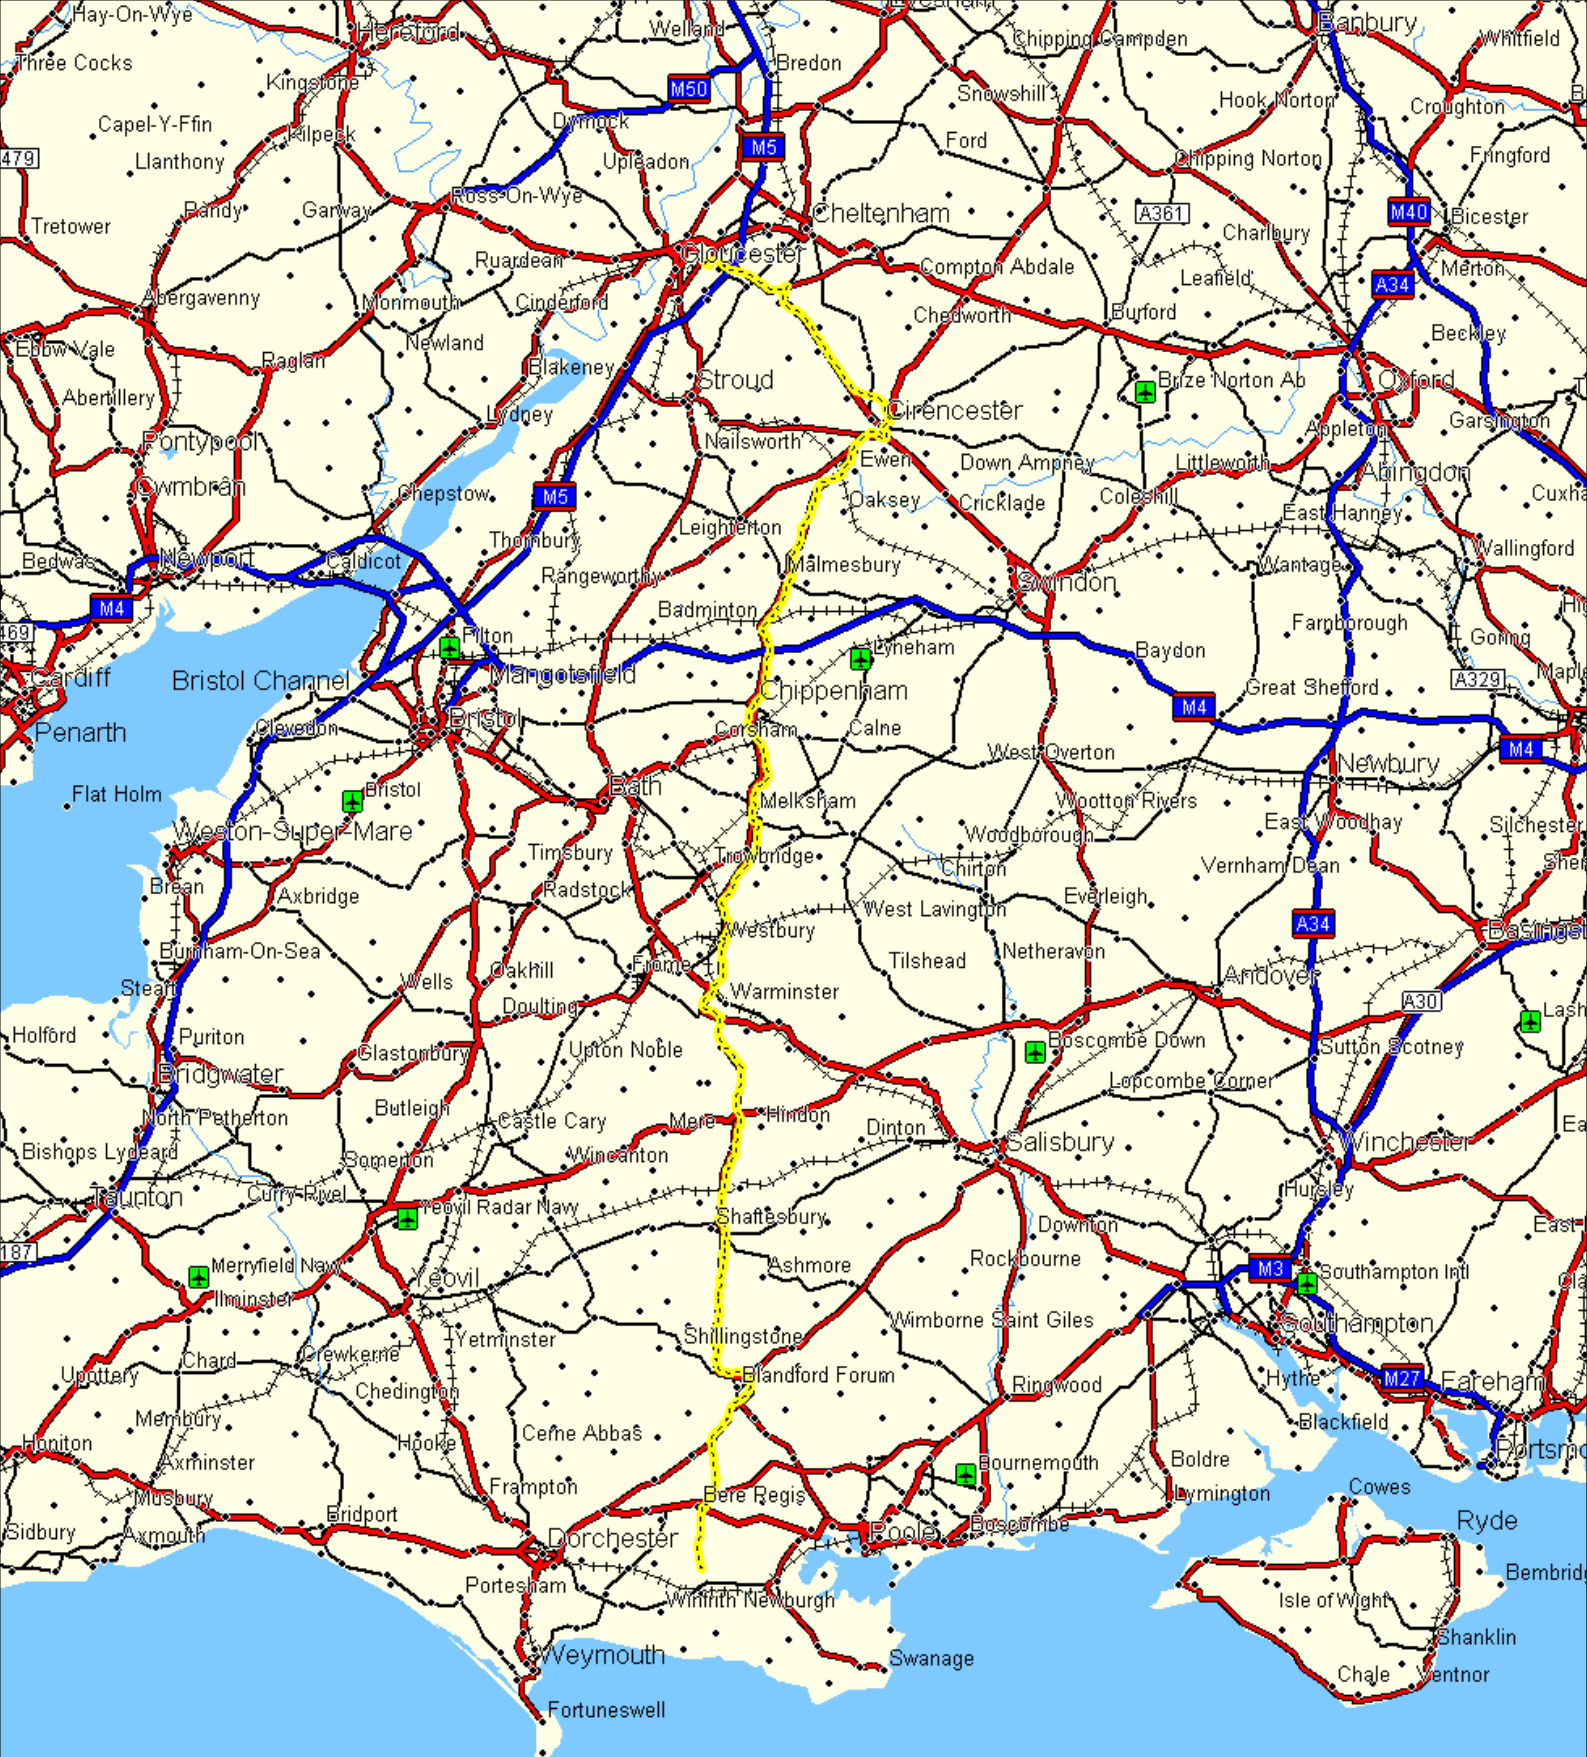 Hay-On-Wye
Hereford
Welland
Evesham
Chipping Campden
Banbury
Whitfield
Three Cocks
Kingstone
M50
Bredon
Snowshill
Hook Norton
Croughton
Capel-Y-Ffin
Kilpeck
Dymock
M5
Ford
Chipping Norton
Fringford
479
Llanthony
Upleadon
Ross-On-Wye
Tretower
Pandy
Garway
Cheltenham
A361
M40
Bicester
Charlbury
Ruardean
Gloucester
Compton Abdale
Leafield
A34
Merton
Abergavenny
Monmouth
Cinderford
Chedworth
Burford
Beckley
Ebbw Vale
Newland
Raglan
Blakeney
Stroud
Brize Norton Ab
Oxford
Abertillery
Lydney
Cirencester
Garsington
Pontypool
Nailsworth
Appleton
Ewen
Down Ampney
Littleworth
Abingdon
Cwmbran
Chepstow
M5
Oaksey
Cricklade
Coleshill
Cuxha
Leighterton
East Hanney
Thornbury
Wallingford
Bedwas
Newport
Caldicot
Rangeworthy
Malmesbury
Swindon
Wantage
M4
Badminton
Farnborough
469
Filton
Goring
Lyneham
Baydon
Cardiff
Bristol Channel
Mangotsfield
Chippenham
Great Shefford
A329
Maple
M4
Penarth
Clevedon
Bristol
Corsham
Calne
West Overton
M4
Newbury
Flat Holm
Bristol
Bath
Melksham
Wootton Rivers
Weston-Super-Mare
Woodborough
East Woodhay
Silchester
Timsbury
Trowbridge
Chirton
Vernham Dean
Sher
Brean
Axbridge
Radstock
Everleigh
West Lavington
A34
Westbury
Basingst
Burnham-On-Sea
Netheravon
Tilshead
Frome
Wells
Oakhill
Andover
Steart
Warminster
Doulting
A30
Lash
Holford
Puriton
Glastonbury
Upton Noble
Boscombe Down
Sutton Scotney
Bridgwater
Lopcombe Corner
North Petherton
Butleigh
Castle Cary
Mere
Hindon
Dinton
Salisbury
Winchester
Ea
Bishops Lydeard
Somerton
Wincanton
Taunton
Curry Rivel
Hursley
Yeovil Radar Navy
Shaftesbury
Downton
East
187
Merryfield Navy
Yeovil
Ashmore
Rockbourne
M3
Southampton Intl
Ilminster
Wimborne Saint Giles
Southampton
Yetminster
Shillingstone
Chard
Crewkerne
Upottery
Chedington
Blandford Forum
Ringwood
Hythe
M27
Fareham
Membury
Blackfield
Honiton
Hooke
Cerne Abbas
Portsmo
Axminster
Bournemouth
Boldre
Musbury
Frampton
Bere Regis
Lymington
Cowes
Sidbury
Axmouth
Bridport
Dorchester
Poole
Boscombe
Ryde
Bembridg
Portesham
Winfrith Newburgh
Isle of Wight
Shanklin
Weymouth
Swanage
Chale
Ventnor
Fortuneswell